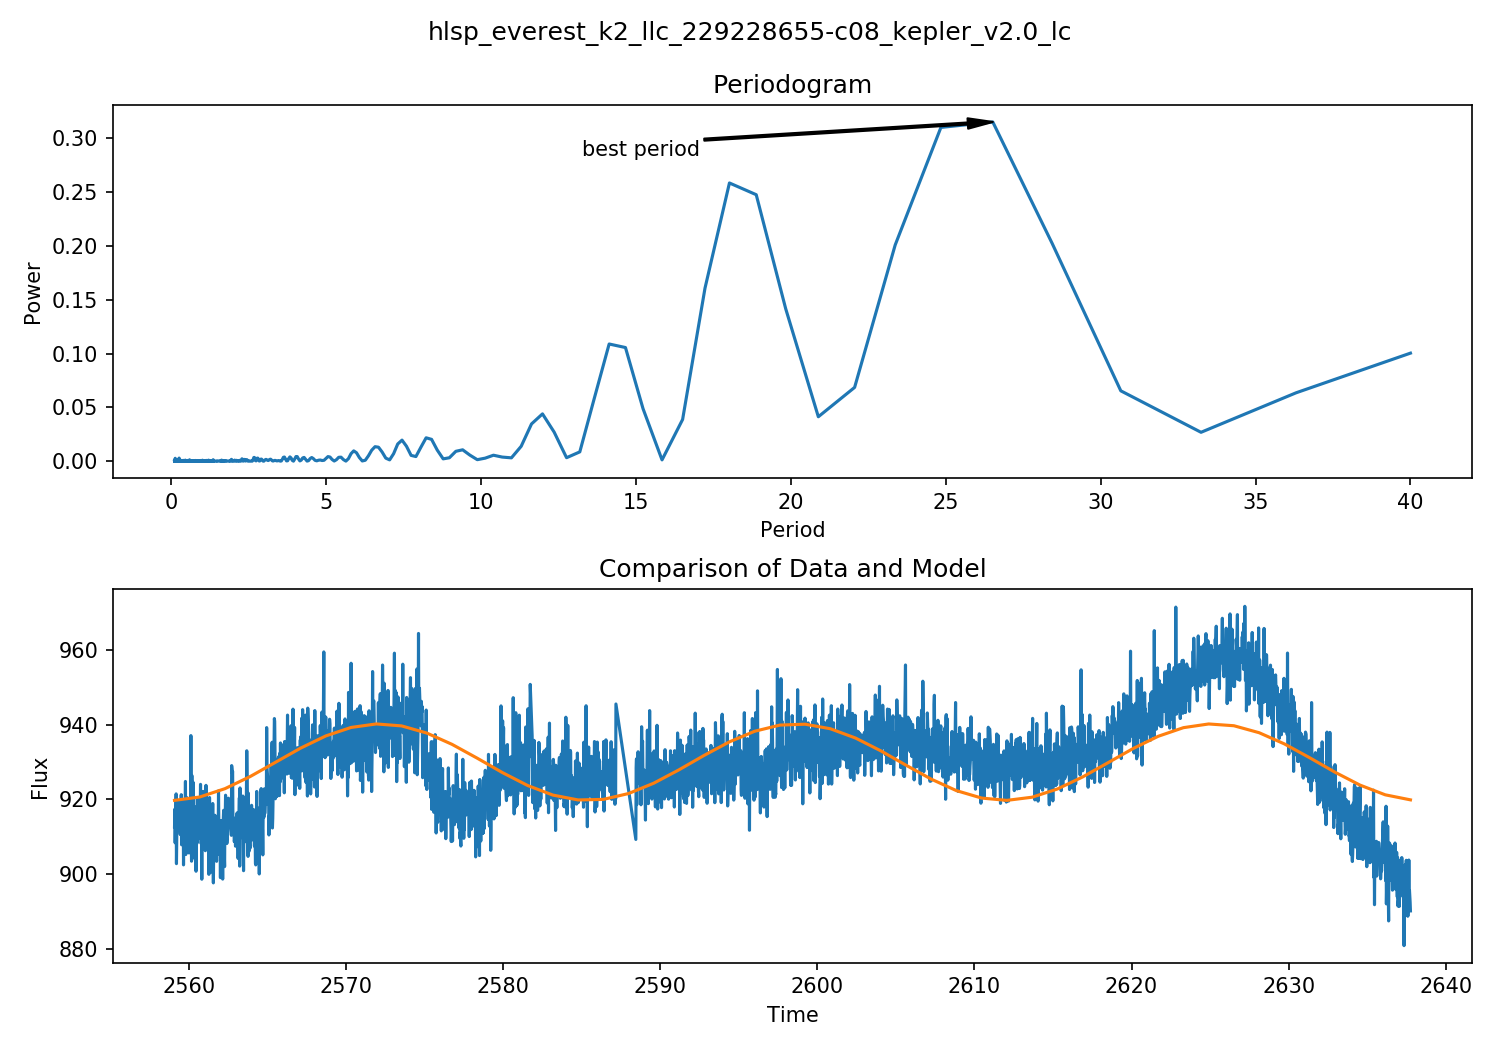 hlsp_everest_k2_llc_229228655-c08_kepler_v2.0_lc
Periodogram
0.30
0.25
0.20
0.15
0.10
0.05
0.00
Power
best period
0 5 10 15 20 25 30 35 40
Period
Comparison of Data and Model
960
940
920
900
880
Flux
2560 2570 2580 2590 2600 2610 2620 2630 2640
Time